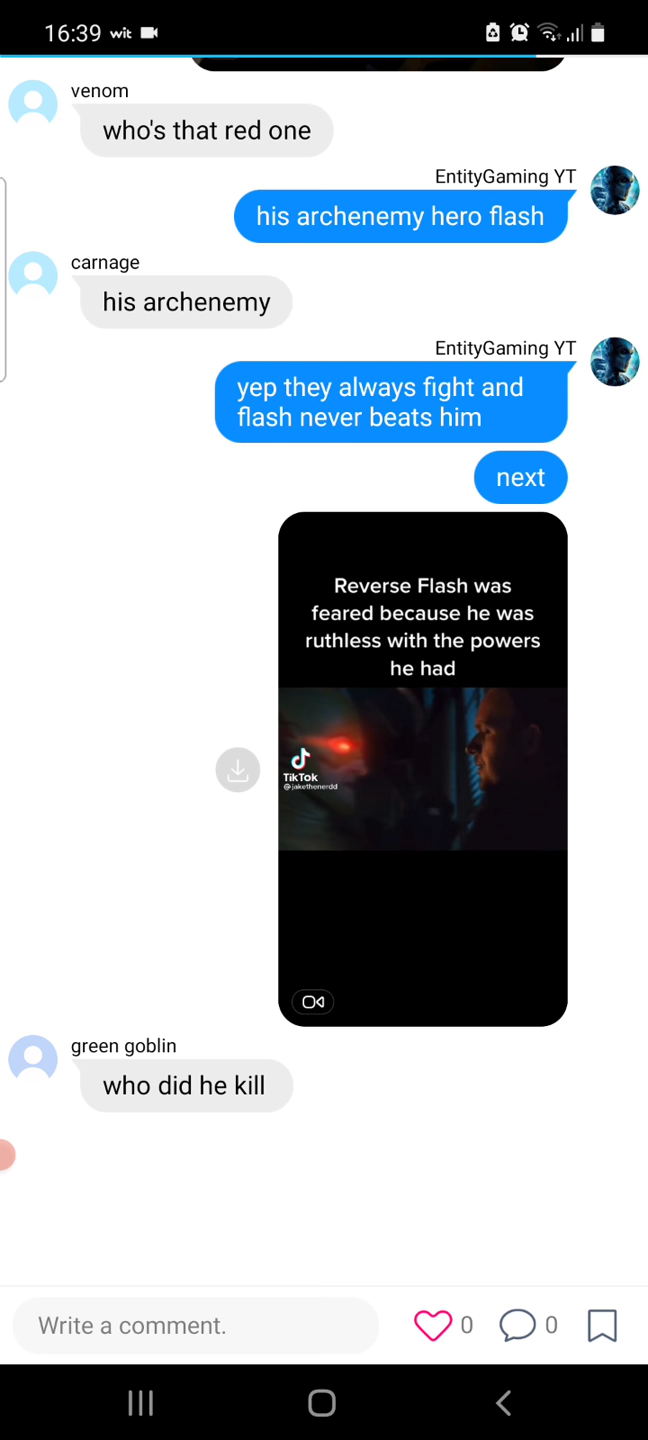 16:39 wit
venom
who's that red one
EntityGaming YT
his archenemy hero flash
carnage
his archenemy
EntityGaming YT
yep they always fight and
flash never beats him
next
Reverse Flash was
feared because he was
ruthless with the powers
he had
TikTok
@jakethenerdd
green goblin
who did he kill
Write a comment.
0
0